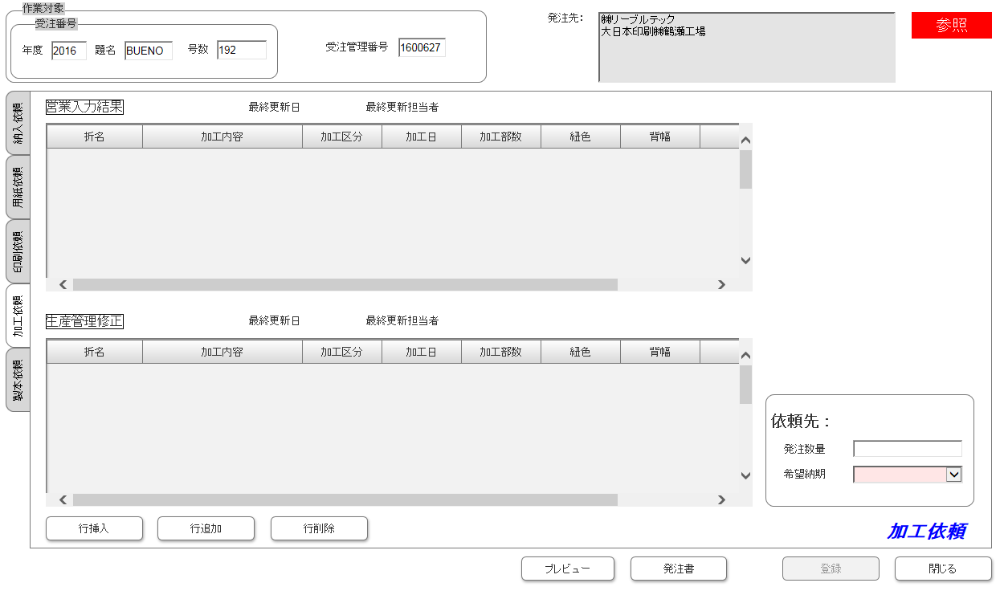 作業対象
受注番号
年度 2016 題名 BUENO 号数 192
受注管理番号 1600627
発注先：
㈱リーブルテック
大日本印刷㈱鶴瀬工場
参照
納入依頼
用紙依頼
印刷依頼
加工依頼
製本依頼
営業入力結果 最終更新日 最終更新担当者
折名 加工内容 加工区分 加工日 加工部数 紐色 背幅
生産管理修正 最終更新日 最終更新担当者
折名 加工内容 加工区分 加工日 加工部数 紐色 背幅
依頼先：
発注数量
希望納期
行挿入 行追加 行削除
加工依頼
プレビュー 発注書 登録 閉じる